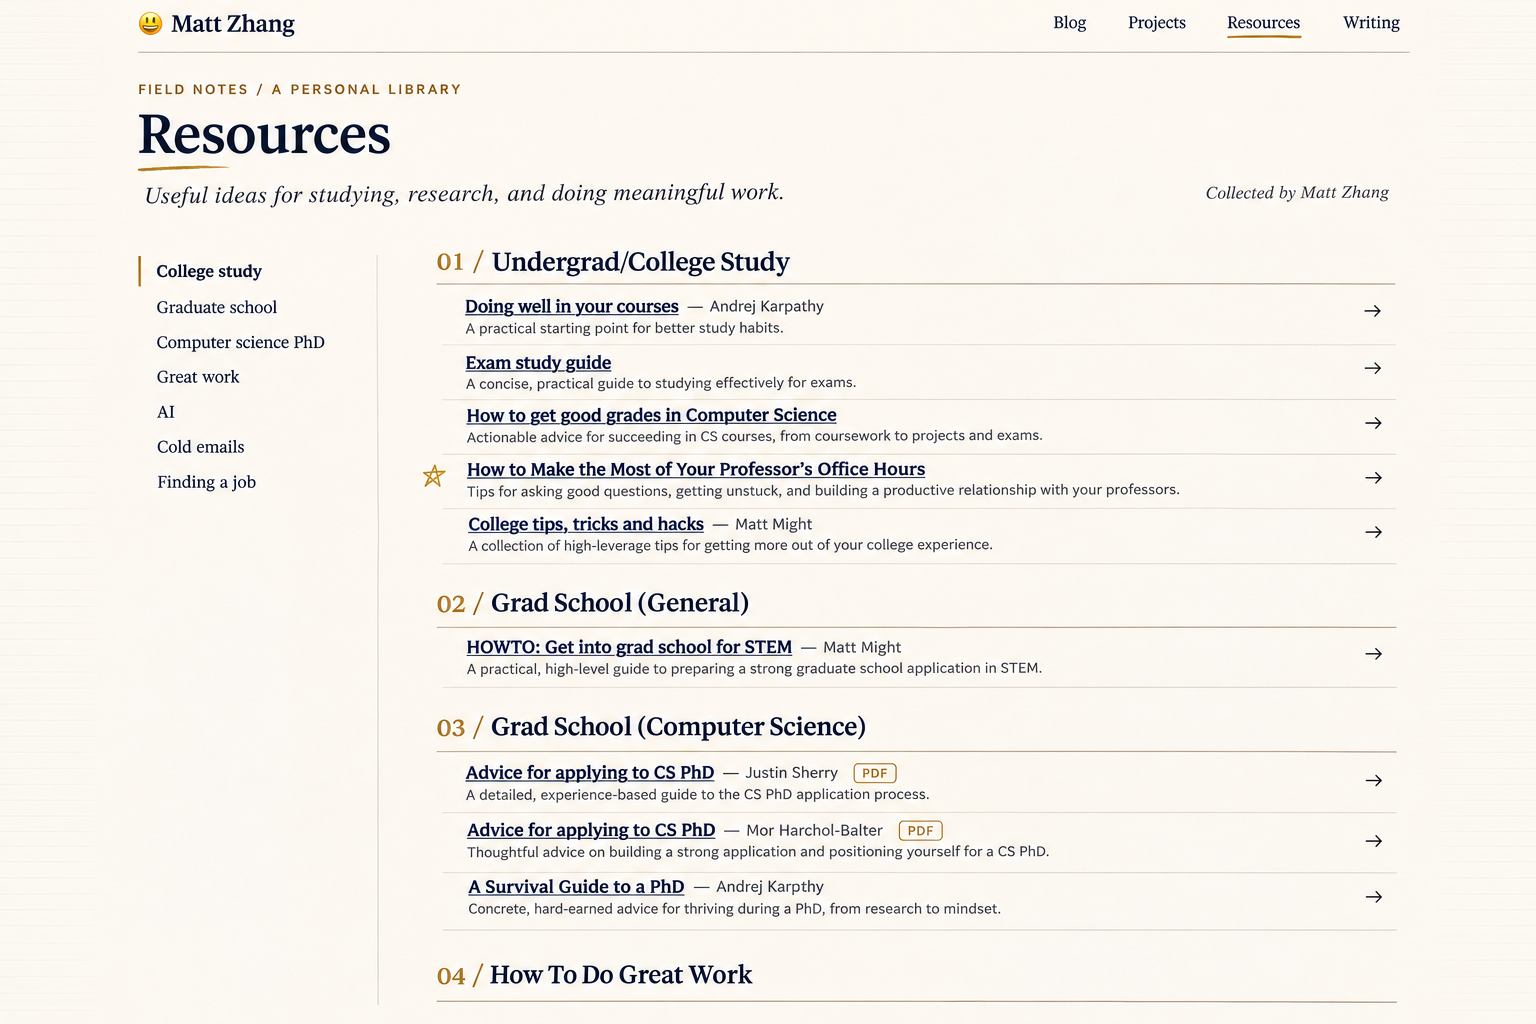 😃 Matt Zhang
Blog Projects Resources Writing
FIELD NOTES / A PERSONAL LIBRARY
Resources
Useful ideas for studying, research, and doing meaningful work.
Collected by Matt Zhang
College study
Graduate school
Computer science PhD
Great work
AI
Cold emails
Finding a job
01 / Undergrad/College Study
Doing well in your courses — Andrej Karpathy →
A practical starting point for better study habits.
Exam study guide →
A concise, practical guide to studying effectively for exams.
How to get good grades in Computer Science →
Actionable advice for succeeding in CS courses, from coursework to projects and exams.
How to Make the Most of Your Professor’s Office Hours →
Tips for asking good questions, getting unstuck, and building a productive relationship with your professors.
College tips, tricks and hacks — Matt Might →
A collection of high-leverage tips for getting more out of your college experience.
02 / Grad School (General)
HOWTO: Get into grad school for STEM — Matt Might →
A practical, high-level guide to preparing a strong graduate school application in STEM.
03 / Grad School (Computer Science)
Advice for applying to CS PhD — Justin Sherry PDF →
A detailed, experience-based guide to the CS PhD application process.
Advice for applying to CS PhD — Mor Harchol-Balter PDF →
Thoughtful advice on building a strong application and positioning yourself for a CS PhD.
A Survival Guide to a PhD — Andrej Karpthy →
Concrete, hard-earned advice for thriving during a PhD, from research to mindset.
04 / How To Do Great Work